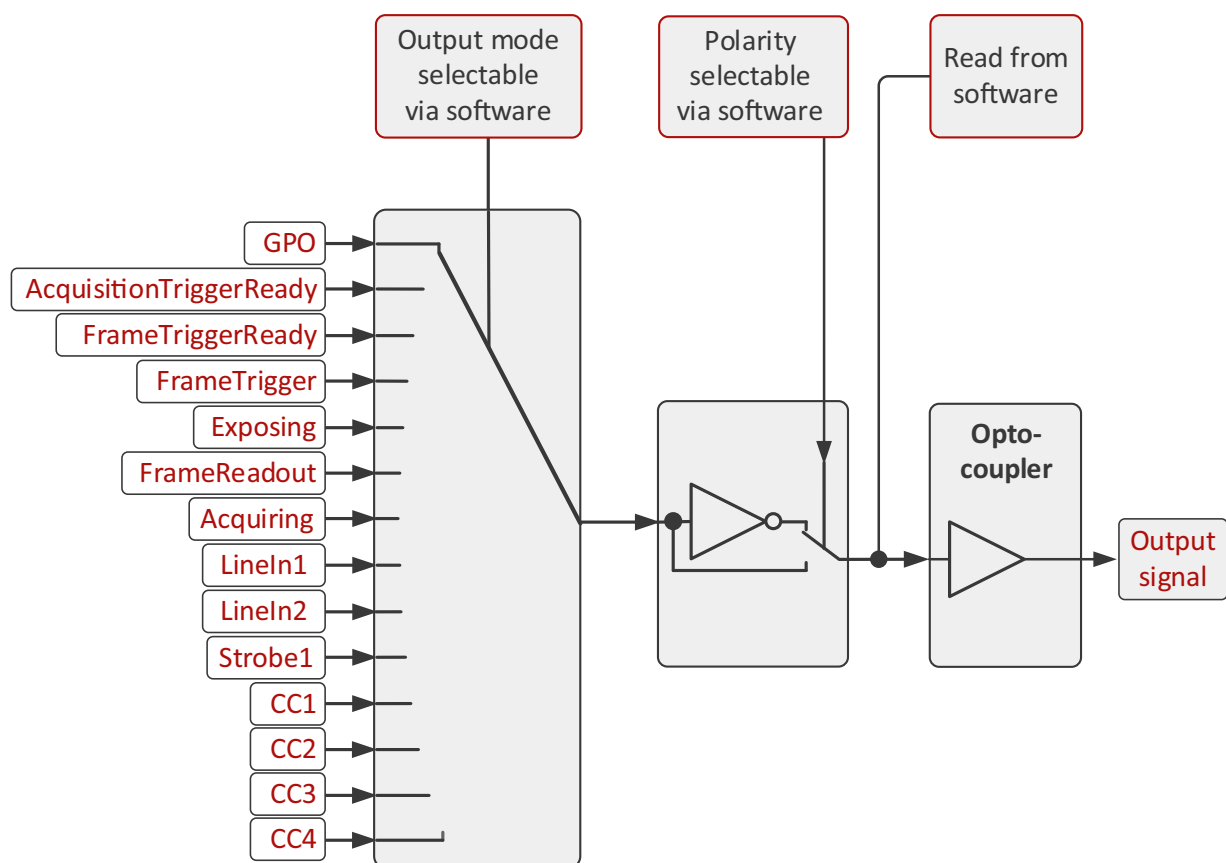 Output mode
selectable
via software
Polarity
selectable
via software
Read from
software
GPO
AcquisitionTriggerReady
FrameTriggerReady
FrameTrigger
Exposing
FrameReadout
Acquiring
LineIn1
LineIn2
Strobe1
CC1
CC2
CC3
CC4
Opto-
coupler
Output
signal